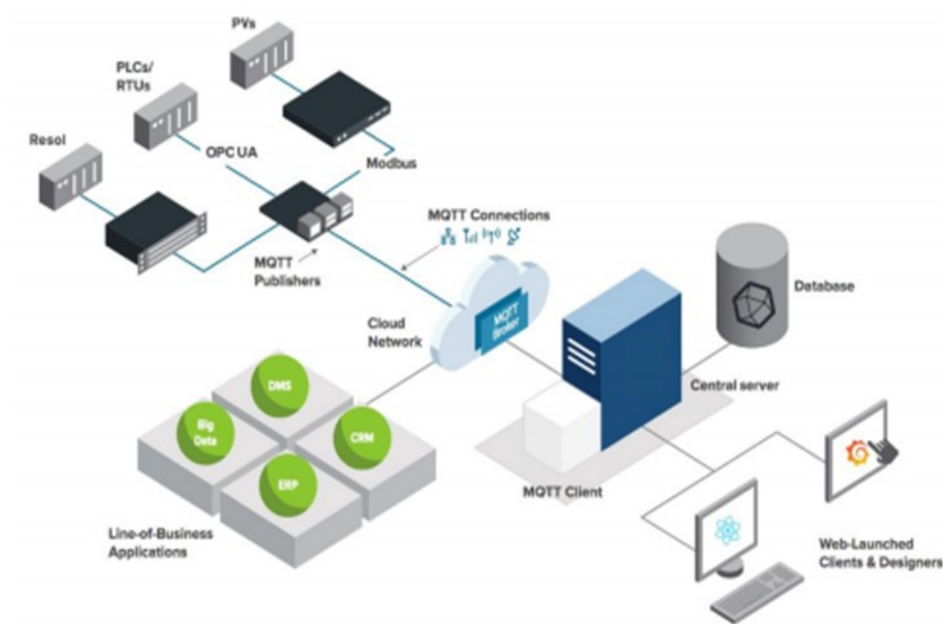 PVs
PLCs/
RTUs
Resol
OPC UA
Modbus
MQTT Connections
MQTT
Publishers
Cloud
Network
MQTT
Broker
Database
Central server
DMS
Big
Data
CRM
ERP
MQTT Client
Line-of-Business
Applications
Web-Launched
Clients & Designers